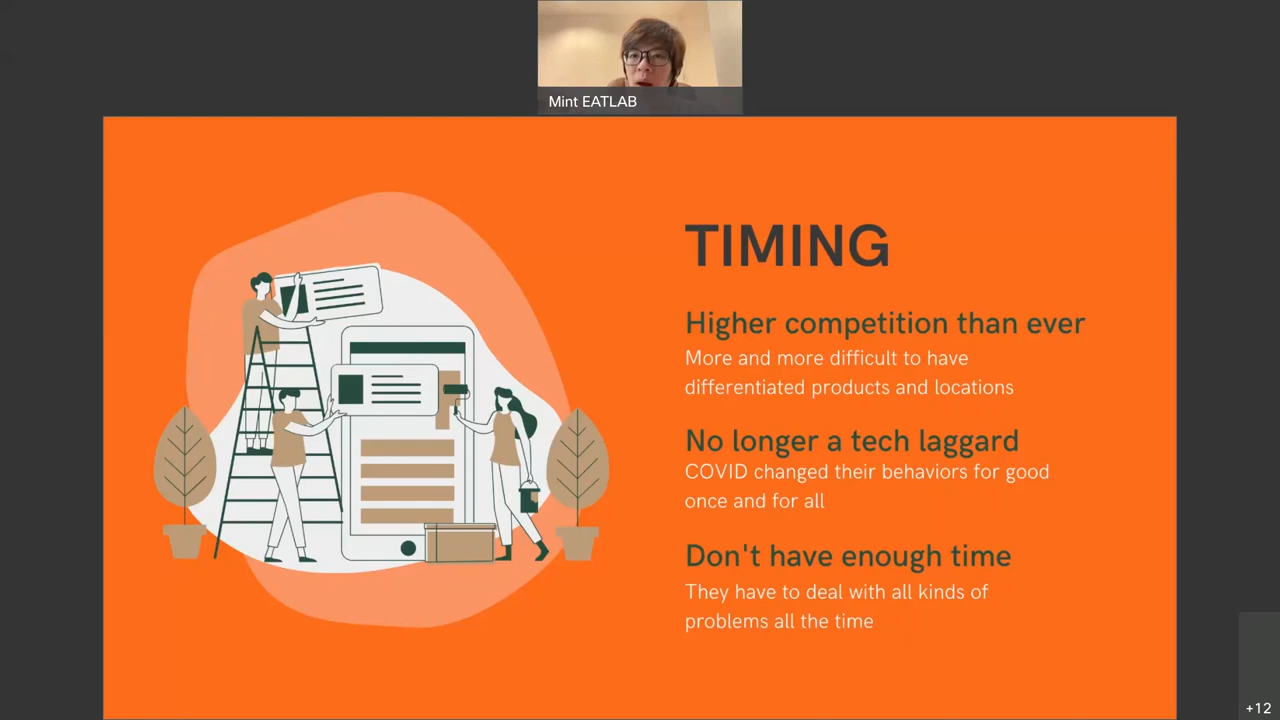 Mint EATLAB
TIMING
Higher competition than ever
More and more difficult to have
differentiated products and locations
No longer a tech laggard
COVID changed their behaviors for good
once and for all
Don't have enough time
They have to deal with all kinds of
problems all the time
+12